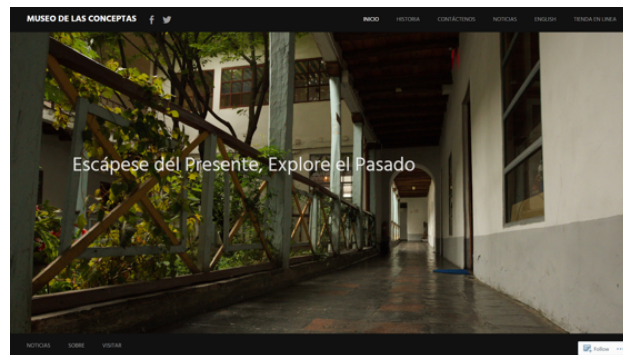 MUSEO DE LAS CONCEPTAS
INICIO HISTORIA CONTÁCTENOS NOTICIAS ENGLISH TIENDA EN LINEA
Escápese del Presente, Explore el Pasado
NOTICIAS SOBRE VISITAR
Follow